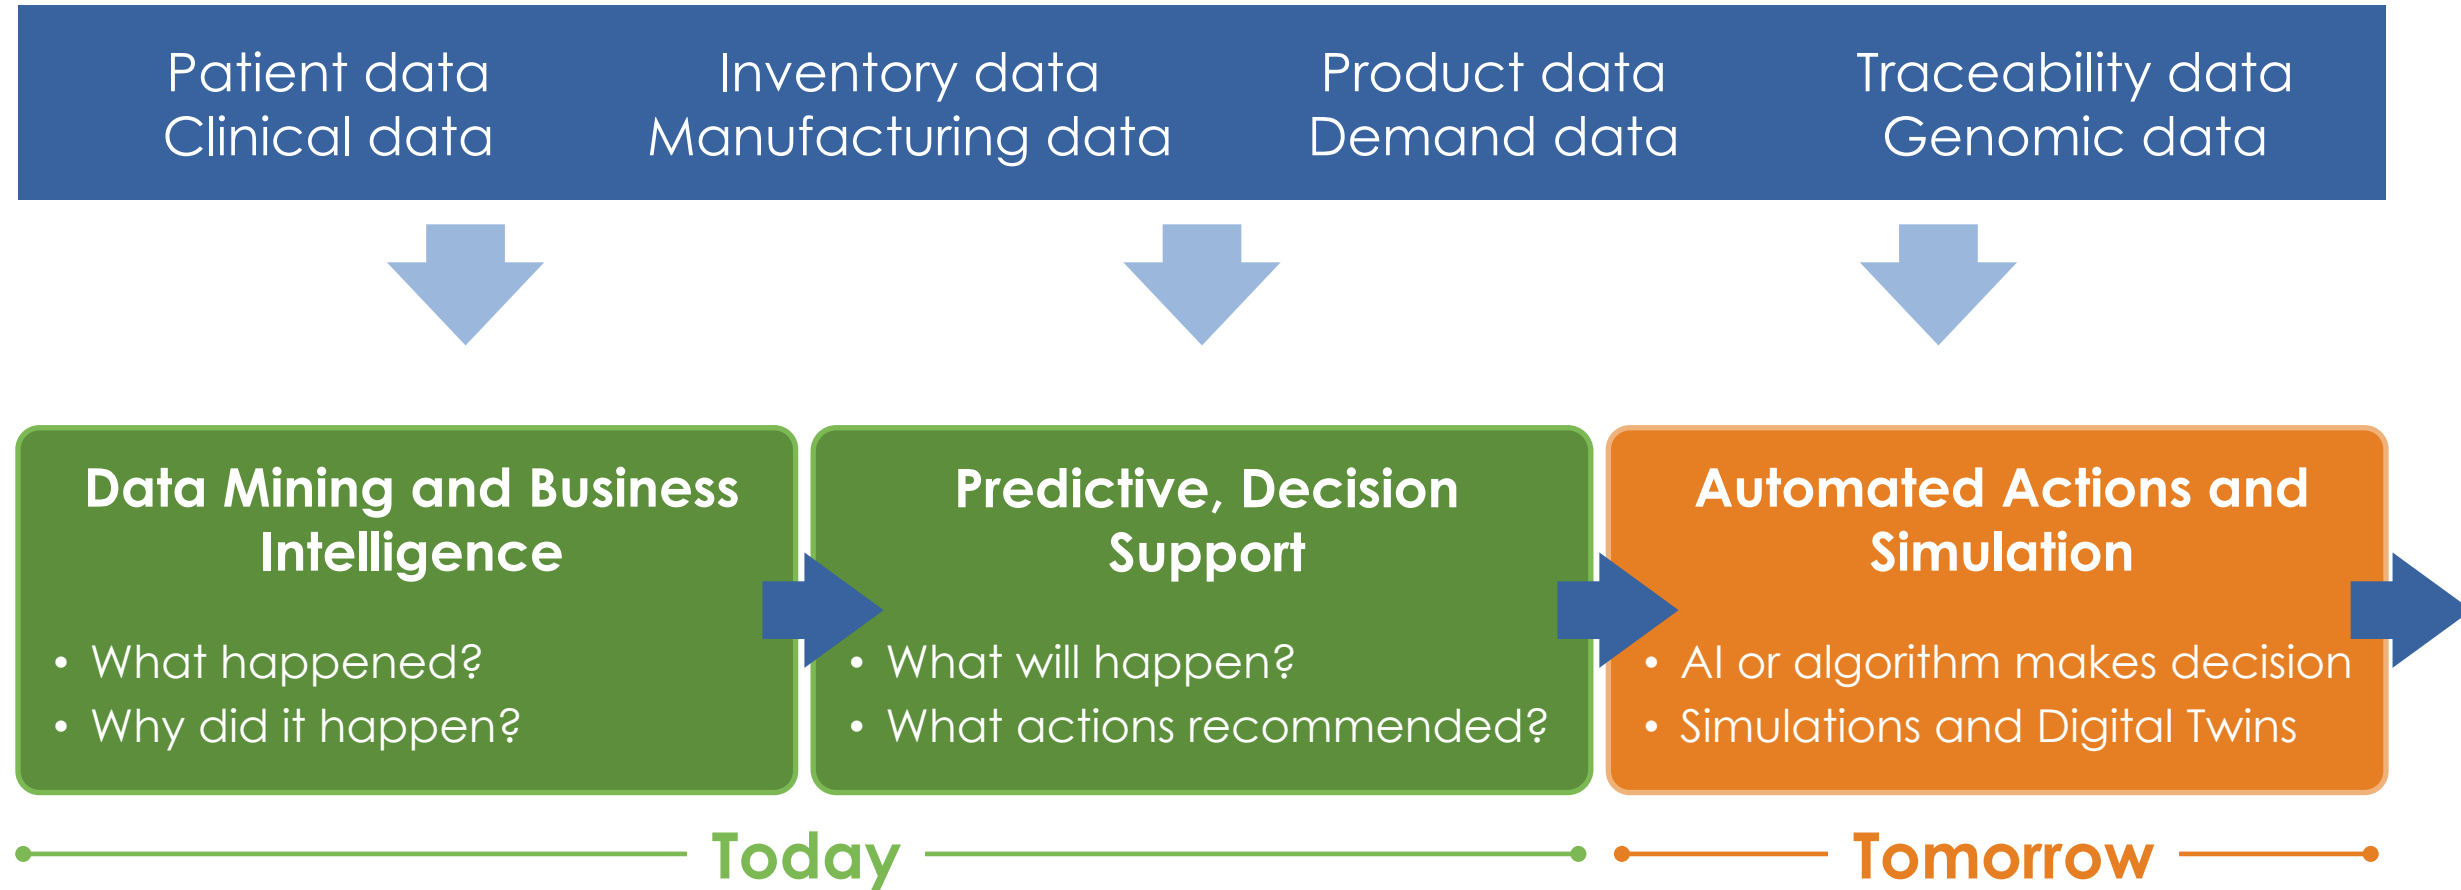 Patient data
Clinical data
Inventory data
Manufacturing data
Product data
Demand data
Traceability data
Genomic data
Data Mining and Business
Intelligence
• What happened?
• Why did it happen?
Predictive, Decision
Support
• What will happen?
• What actions recommended?
Automated Actions and
Simulation
• AI or algorithm makes decision
• Simulations and Digital Twins
Today
Tomorrow